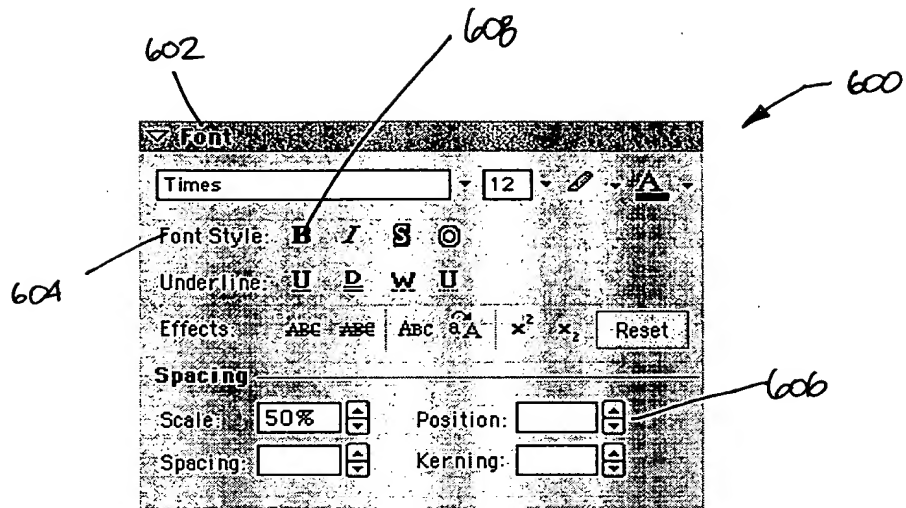 602
608
600
Font
Times 12 A
Font Style: B I S O
604
Underline: U D W U
Effects: ABC ABC ABC aA x² x₂ Reset
Spacing
606
Scale: 50% Position:
Spacing: Kerning: